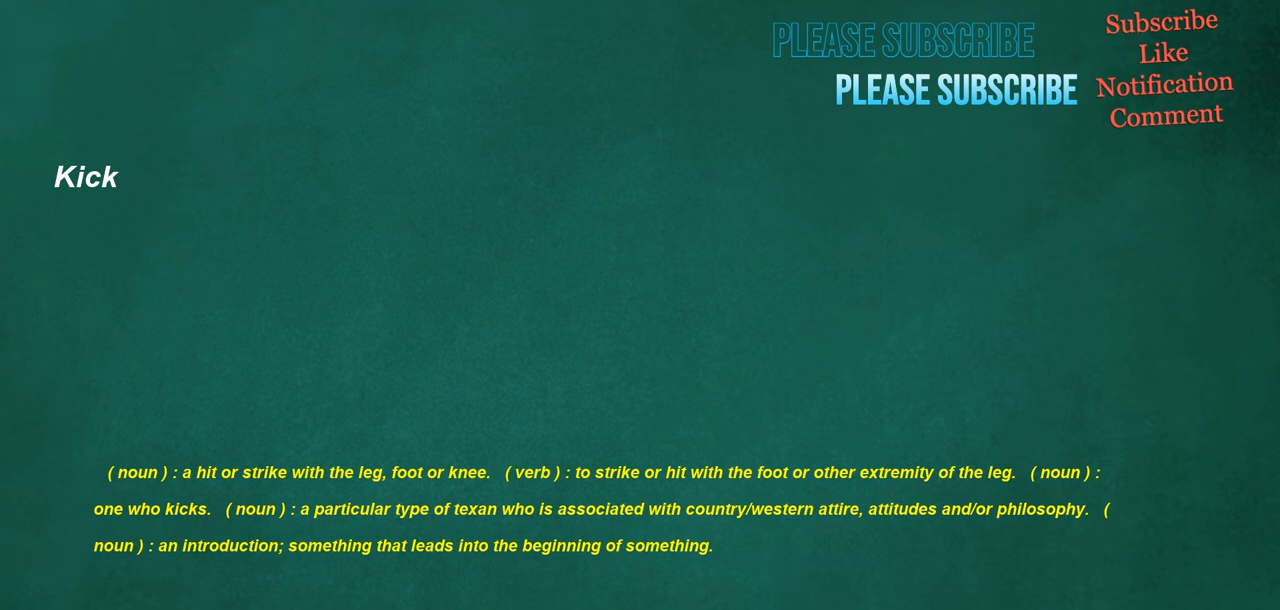 PLEASE SUBSCRIBE
PLEASE SUBSCRIBE
Subscribe
Like
Notification
Comment
Kick
( noun ) : a hit or strike with the leg, foot or knee. ( verb ) : to strike or hit with the foot or other extremity of the leg. ( noun ) :
one who kicks. ( noun ) : a particular type of texan who is associated with country/western attire, attitudes and/or philosophy. (
noun ) : an introduction; something that leads into the beginning of something.